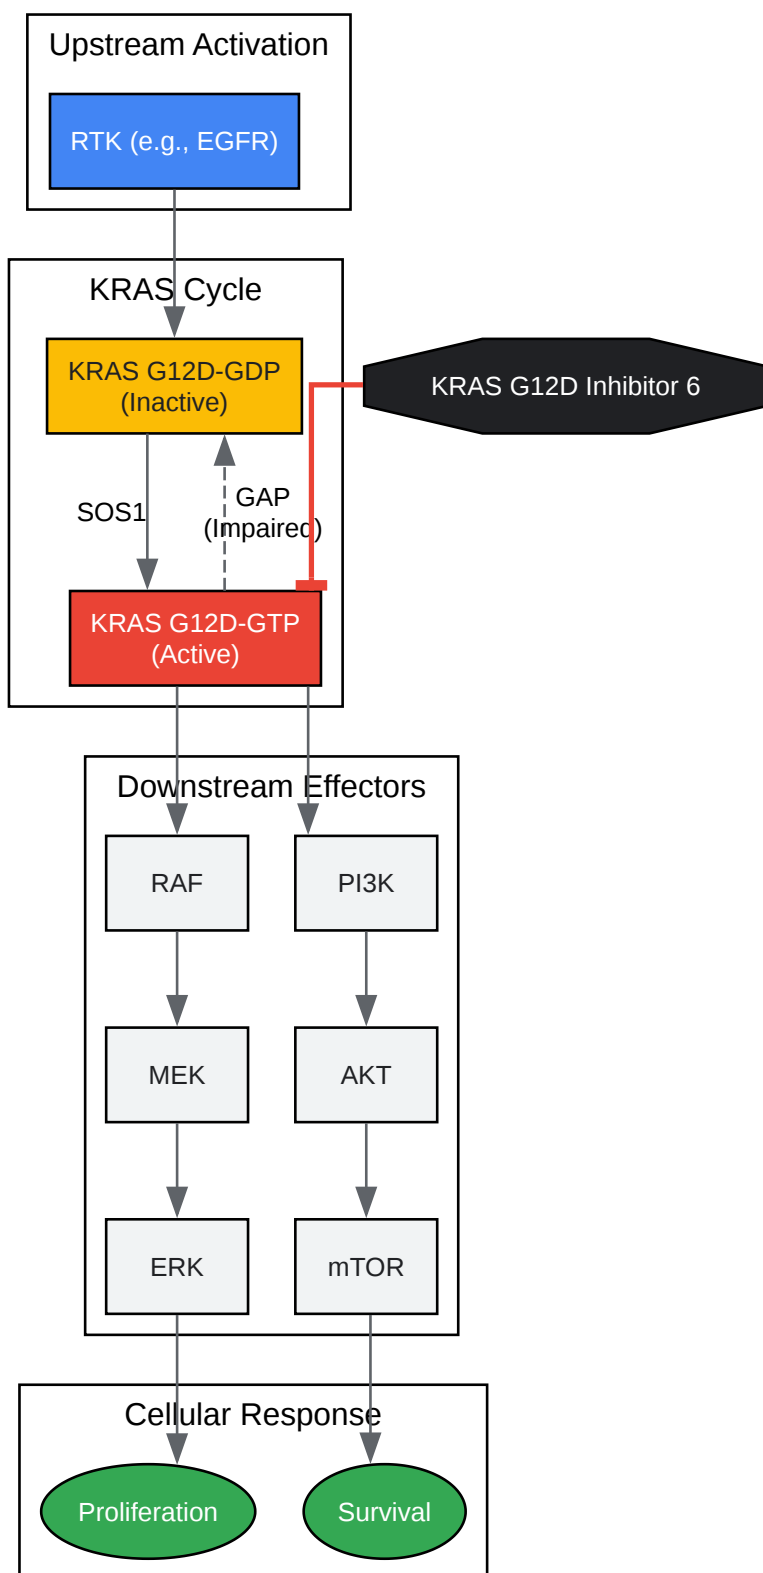 Upstream Activation
RTK (e.g., EGFR)
KRAS Cycle
KRAS G12D-GDP
(Inactive)
KRAS G12D Inhibitor 6
SOS1
GAP
(Impaired)
KRAS G12D-GTP
(Active)
Downstream Effectors
RAF
PI3K
MEK
AKT
ERK
mTOR
Cellular Response
Proliferation
Survival